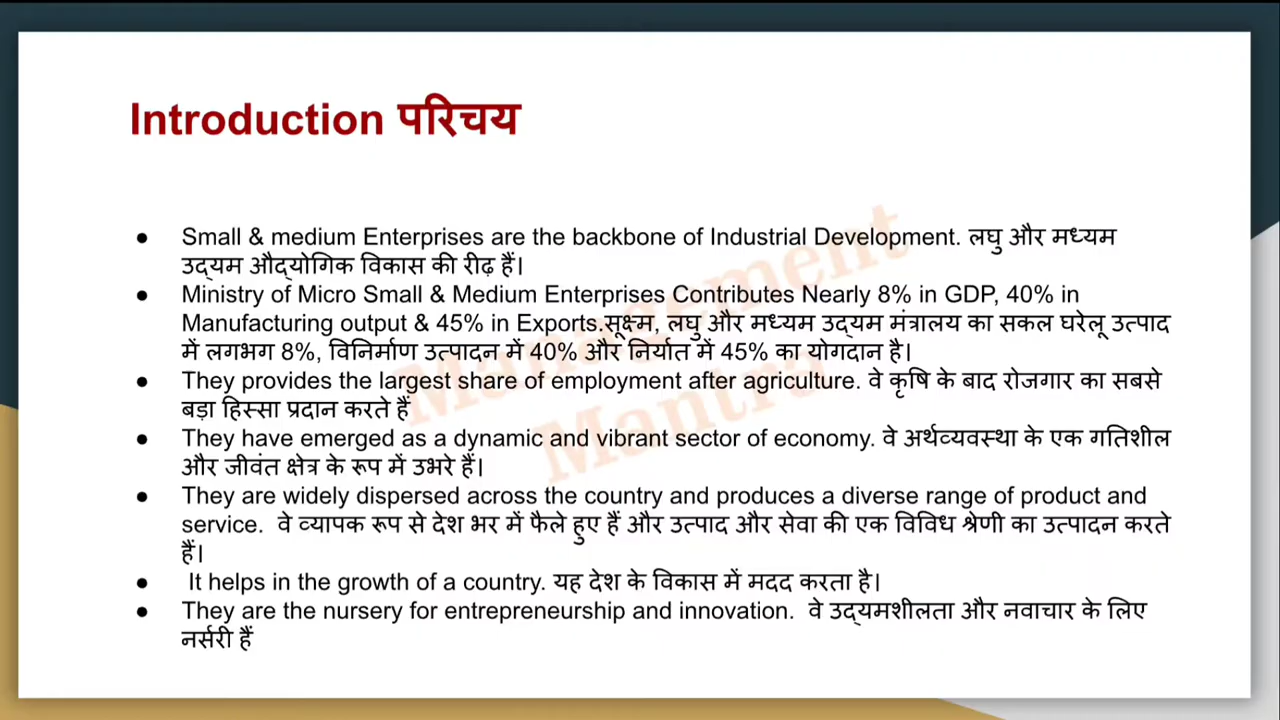 Introduction परिचय
● Small & medium Enterprises are the backbone of Industrial Development. लघु और मध्यम
उद्यम औद्योगिक विकास की रीढ़ हैं।
● Ministry of Micro Small & Medium Enterprises Contributes Nearly 8% in GDP, 40% in
Manufacturing output & 45% in Exports.सूक्ष्म, लघु और मध्यम उद्यम मंत्रालय का सकल घरेलू उत्पाद
में लगभग 8%, विनिर्माण उत्पादन में 40% और निर्यात में 45% का योगदान है।
● They provides the largest share of employment after agriculture. वे कृषि के बाद रोजगार का सबसे
बड़ा हिस्सा प्रदान करते हैं
● They have emerged as a dynamic and vibrant sector of economy. वे अर्थव्यवस्था के एक गतिशील
और जीवंत क्षेत्र के रूप में उभरे हैं।
● They are widely dispersed across the country and produces a diverse range of product and
service. वे व्यापक रूप से देश भर में फैले हुए हैं और उत्पाद और सेवा की एक विविध श्रेणी का उत्पादन करते
हैं।
● It helps in the growth of a country. यह देश के विकास में मदद करता है।
● They are the nursery for entrepreneurship and innovation. वे उद्यमशीलता और नवाचार के लिए
नर्सरी हैं
Management
Mantra